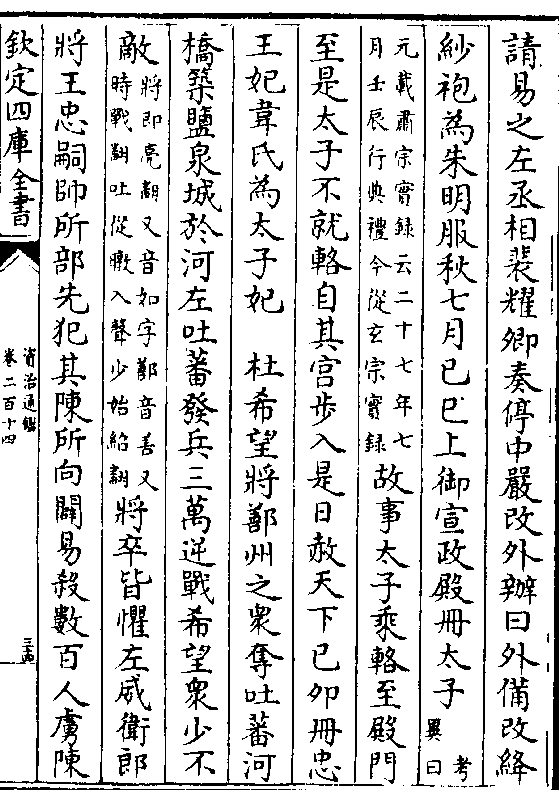 請易之左丞相裴耀卿奏停中嚴改外辦曰外備改絳
紗袍為朱明服秋七月已巳上御宣政殿冊太子考異曰
元載肅宗實録云二十七年七
月壬辰行典禮今從玄宗實錄故事太子乘輅至殿門
至是太子不就輅自其宮步入是日赦天下已卯冊忠
王妃韋氏為太子妃　杜希望將鄯州之衆奪吐蕃河
橋築鹽泉城於河左吐蕃發兵三萬逆戰希望衆少不
敵將即亮翻又音如字鄯音善又
時戰翻吐從暾入聲少始紹翻將卒皆懼左威衛郎
將王忠嗣帥所部先犯其陳所向闢易殺數百人虜陳
欽定四庫全書
資治通鑑
卷二百十四
三十四